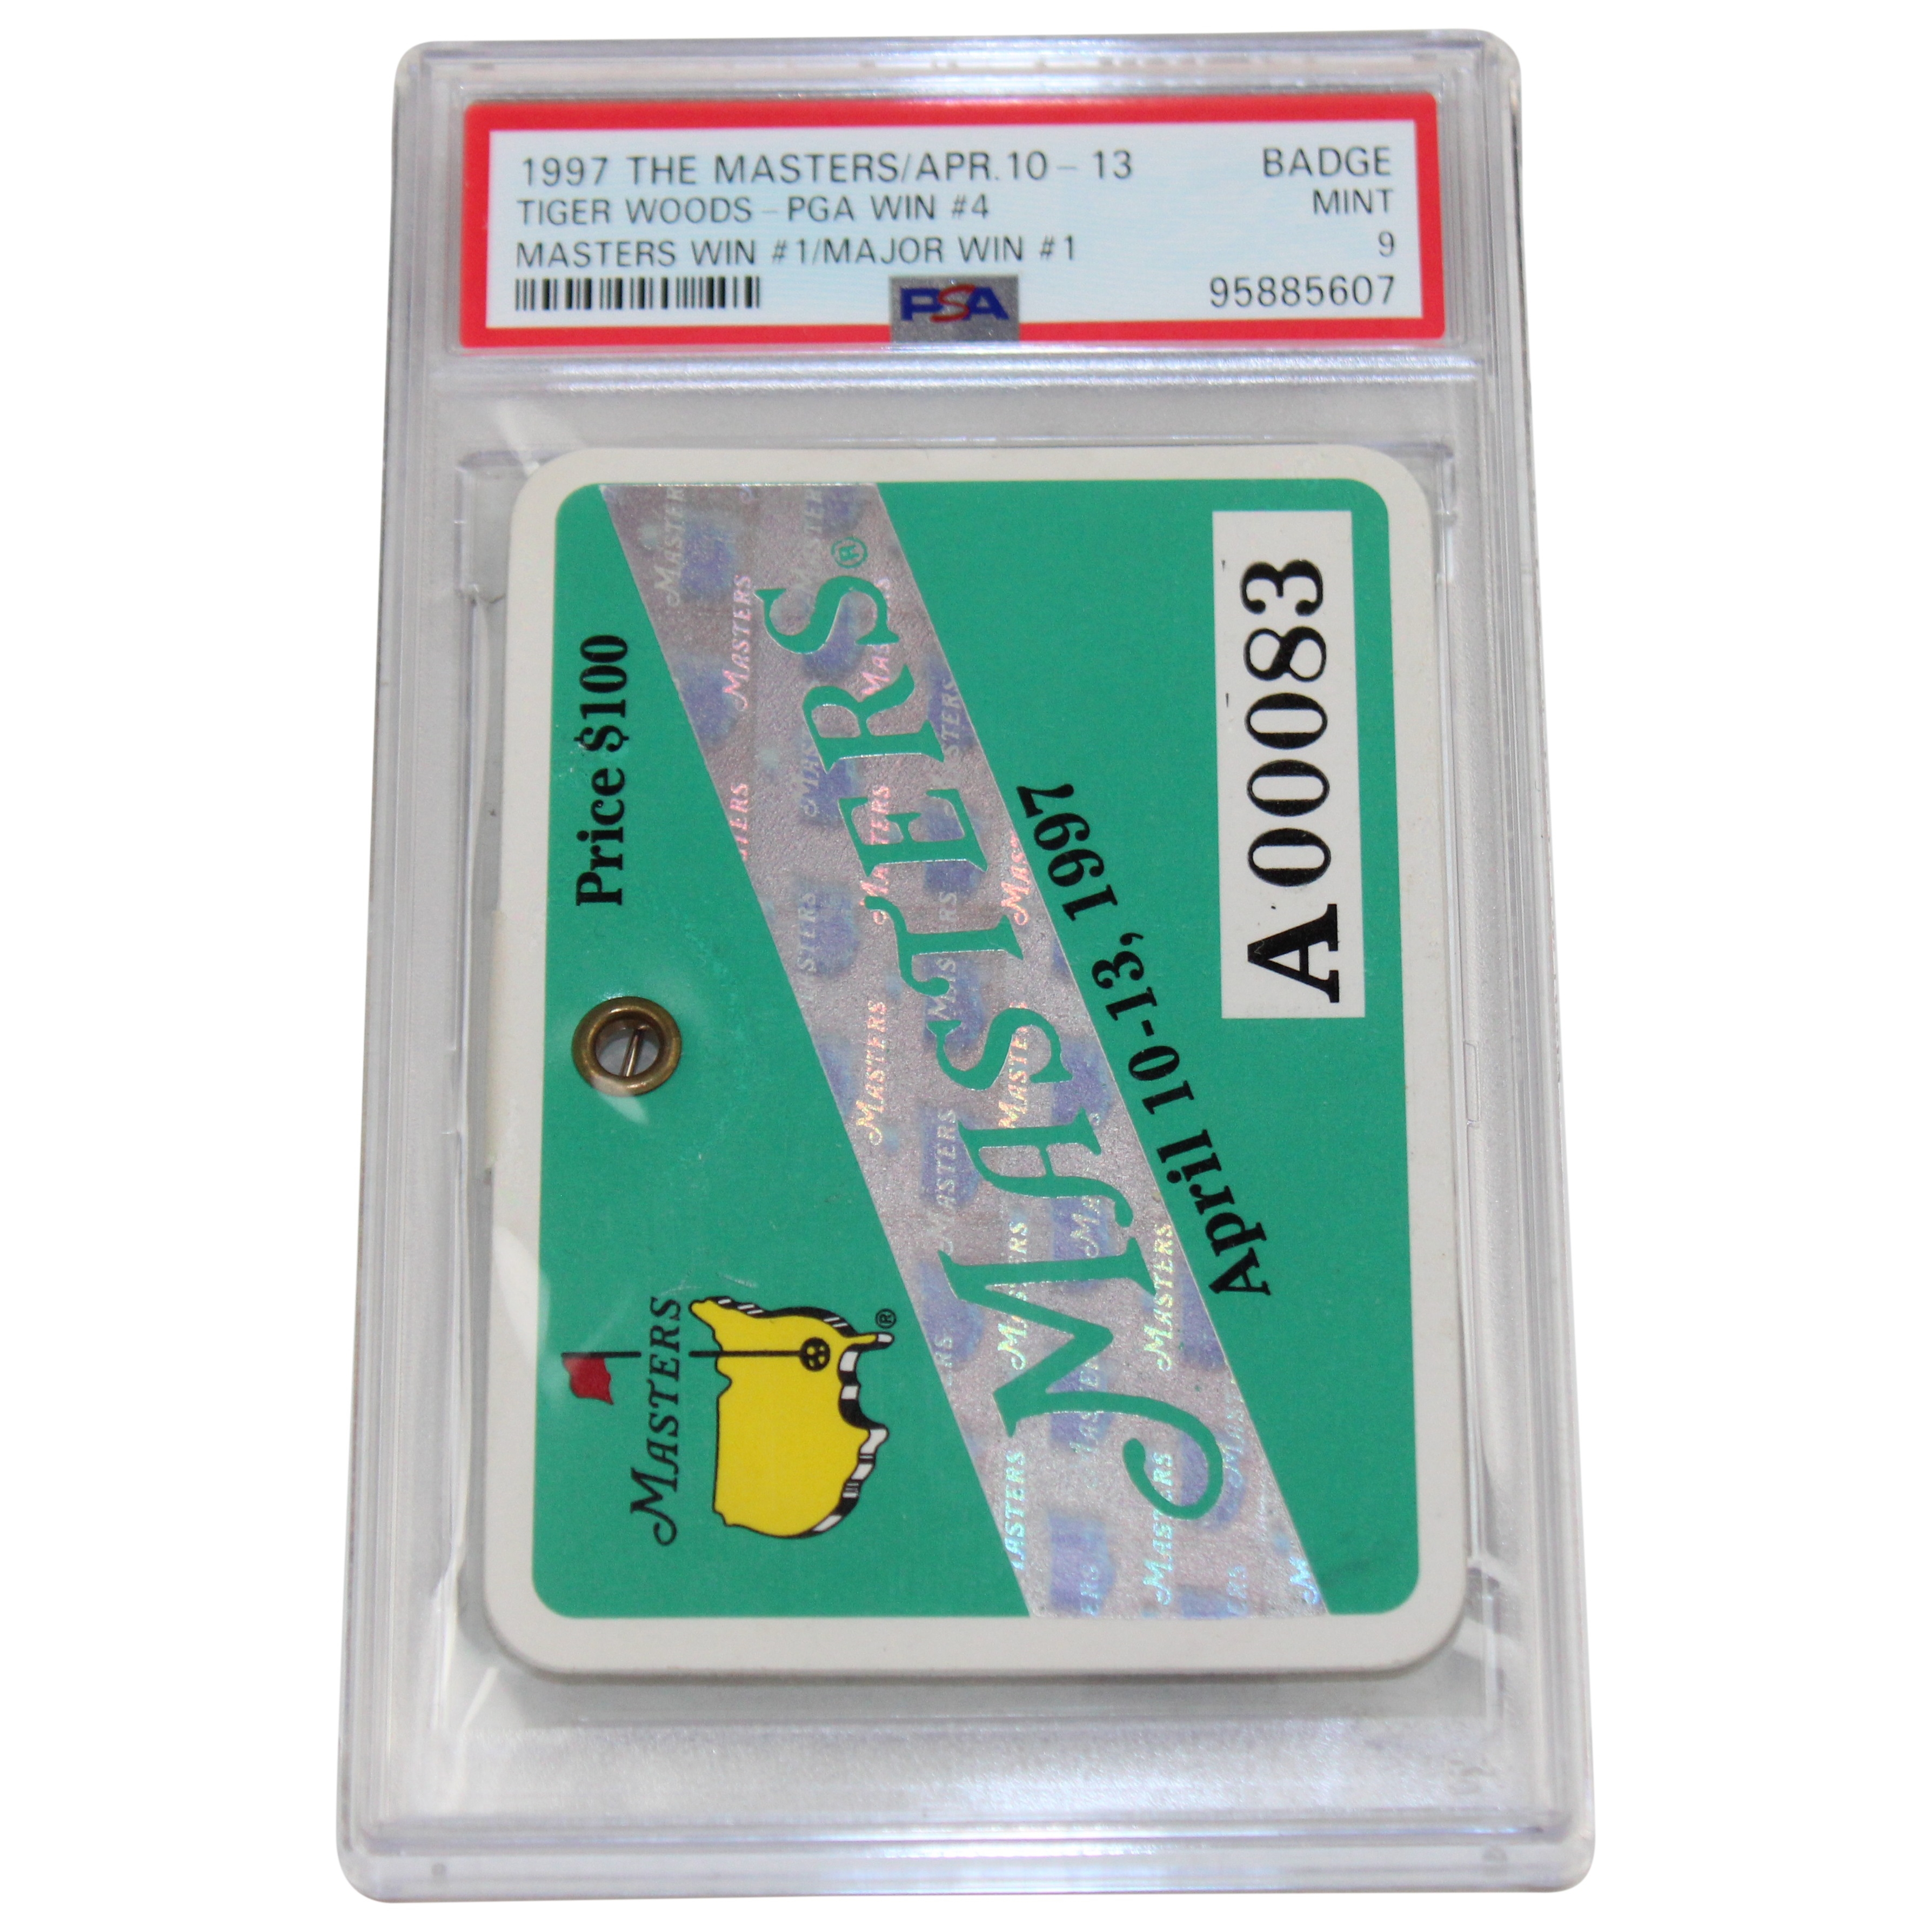 1997 THE MASTERS/APR.10-13 BADGE
TIGER WOODS-PGA WIN #4 MINT
MASTERS WIN #1/MAJOR WIN #1 9
95885607
PSA
Price $100
MASTERS
®
MASTERS®
April 10-13, 1997
A00083